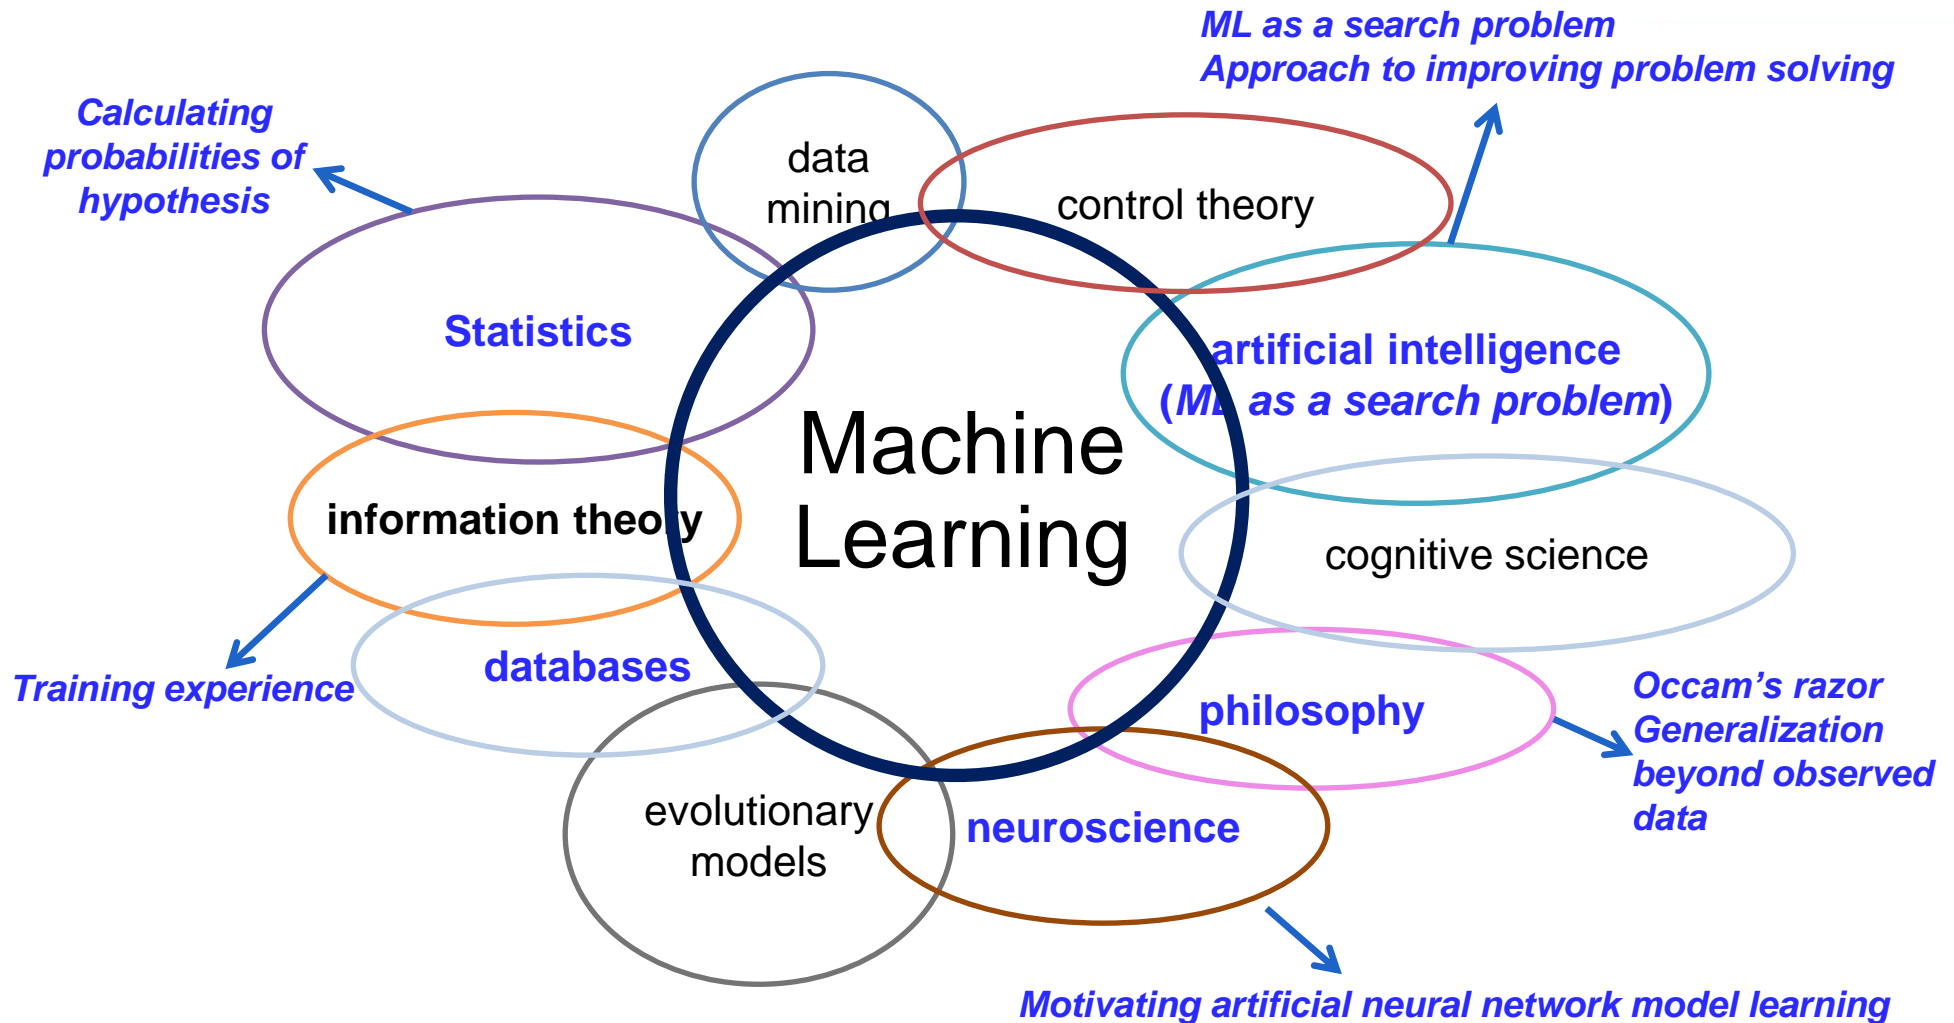 ML as a search problem
Approach to improving problem solving
Calculating
probabilities of
hypothesis
data
mining
control theory
Statistics
artificial intelligence
(ML as a search problem)
Machine
Learning
information theory
cognitive science
databases
Training experience
philosophy
Occam’s razor
Generalization
beyond observed
data
evolutionary
models
neuroscience
Motivating artificial neural network model learning